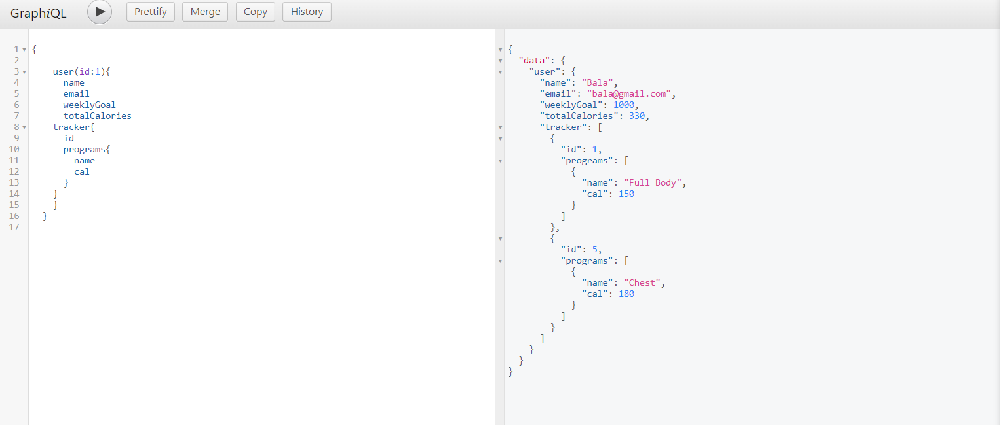 GraphiQL Prettify Merge Copy History
1 {
2
3     user(id:1){
4       name
5       email
6       weeklyGoal
7       totalCalories
8     tracker{
9       id
10       programs{
11         name
12         cal
13       }
14     }
15     }
16   }
17
{
  "data": {
    "user": {
      "name": "Bala",
      "email": "bala@gmail.com",
      "weeklyGoal": 1000,
      "totalCalories": 330,
      "tracker": [
        {
          "id": 1,
          "programs": [
            {
              "name": "Full Body",
              "cal": 150
            }
          ]
        },
        {
          "id": 5,
          "programs": [
            {
              "name": "Chest",
              "cal": 180
            }
          ]
        }
      ]
    }
  }
}